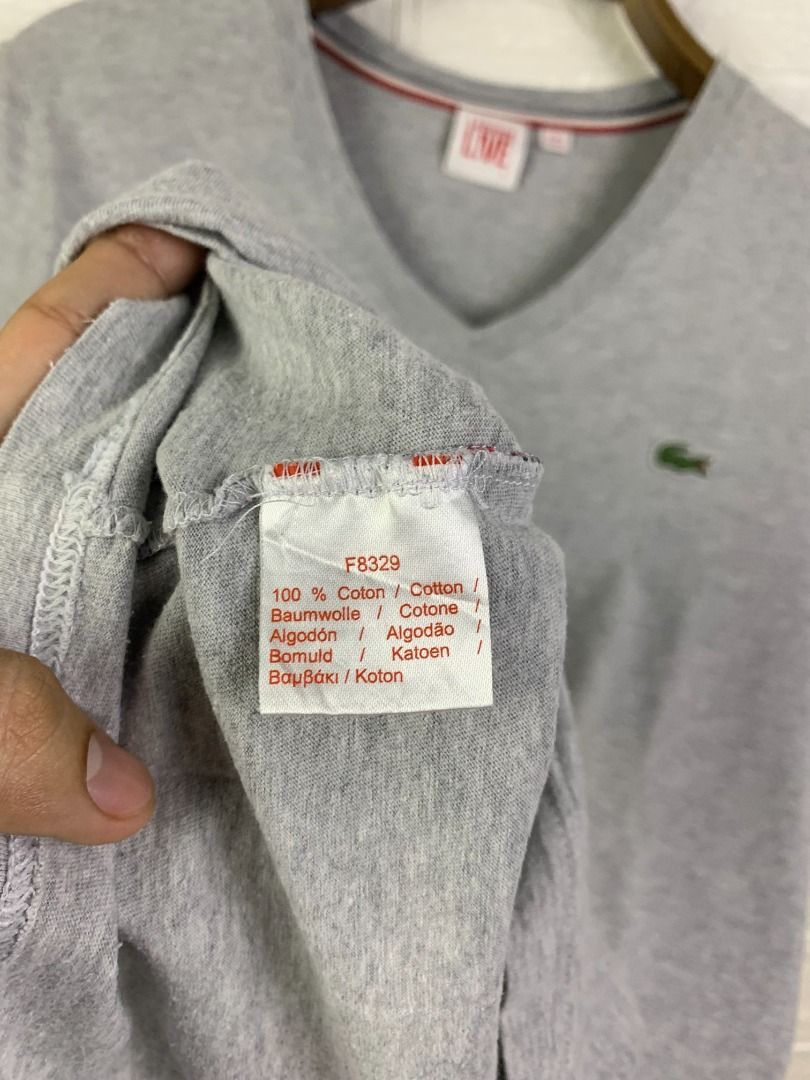 L!VE
F8329
100 % Coton / Cotton /
Baumwolle / Cotone /
Algodón / Algodão /
Bomuld / Katoen /
Βαμβάκι / Koton